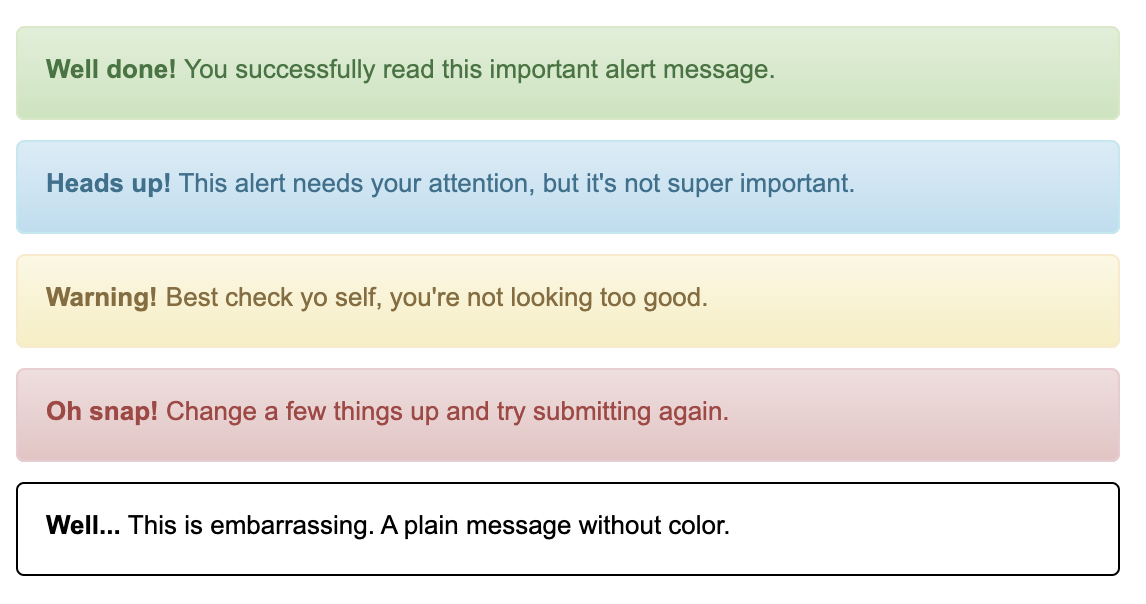 Well done! You successfully read this important alert message.
Heads up! This alert needs your attention, but it's not super important.
Warning! Best check yo self, you're not looking too good.
Oh snap! Change a few things up and try submitting again.
Well... This is embarrassing. A plain message without color.